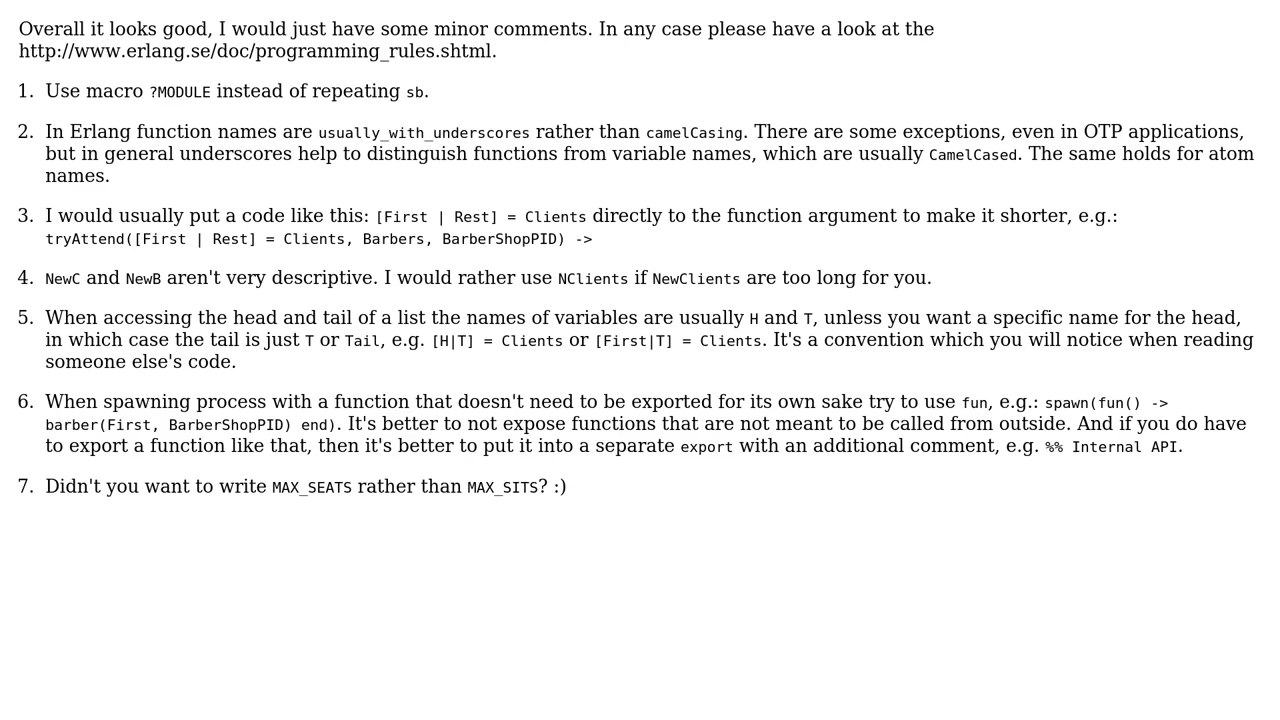 Overall it looks good, I would just have some minor comments. In any case please have a look at the
http://www.erlang.se/doc/programming_rules.shtml.
1. Use macro ?MODULE instead of repeating sb.
2. In Erlang function names are usually_with_underscores rather than camelCasing. There are some exceptions, even in OTP applications,
but in general underscores help to distinguish functions from variable names, which are usually CamelCased. The same holds for atom
names.
3. I would usually put a code like this: [First | Rest] = Clients directly to the function argument to make it shorter, e.g.:
tryAttend([First | Rest] = Clients, Barbers, BarberShopPID) ->
4. NewC and NewB aren't very descriptive. I would rather use NClients if NewClients are too long for you.
5. When accessing the head and tail of a list the names of variables are usually H and T, unless you want a specific name for the head,
in which case the tail is just T or Tail, e.g. [H|T] = Clients or [First|T] = Clients. It's a convention which you will notice when reading
someone else's code.
6. When spawning process with a function that doesn't need to be exported for its own sake try to use fun, e.g.: spawn(fun() ->
barber(First, BarberShopPID) end). It's better to not expose functions that are not meant to be called from outside. And if you do have
to export a function like that, then it's better to put it into a separate export with an additional comment, e.g. %% Internal API.
7. Didn't you want to write MAX_SEATS rather than MAX_SITS? :)